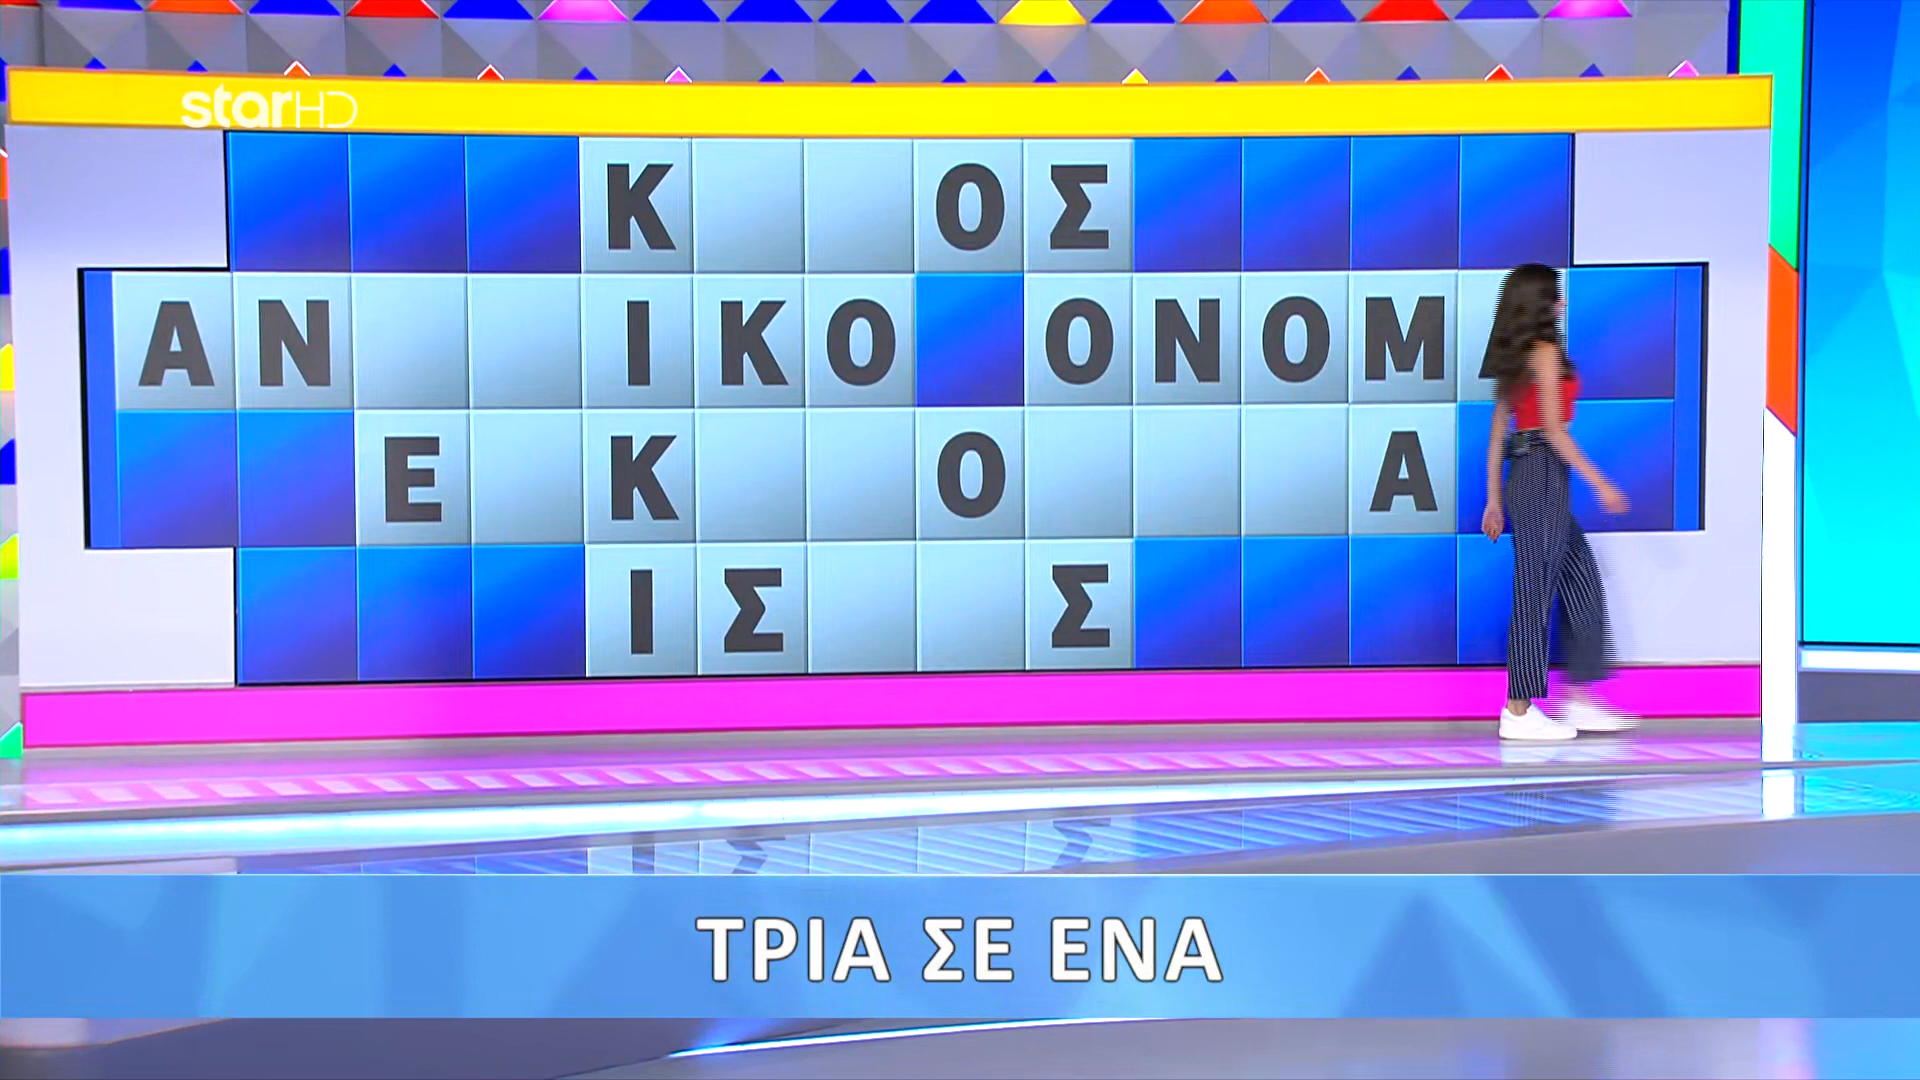 starHD
Κ ΟΣ
ΑΝ ΙΚΟ ΟΝΟΜΑ
Ε Κ Ο Α
ΙΣ Σ
ΤΡΙΑ ΣΕ ΕΝΑ